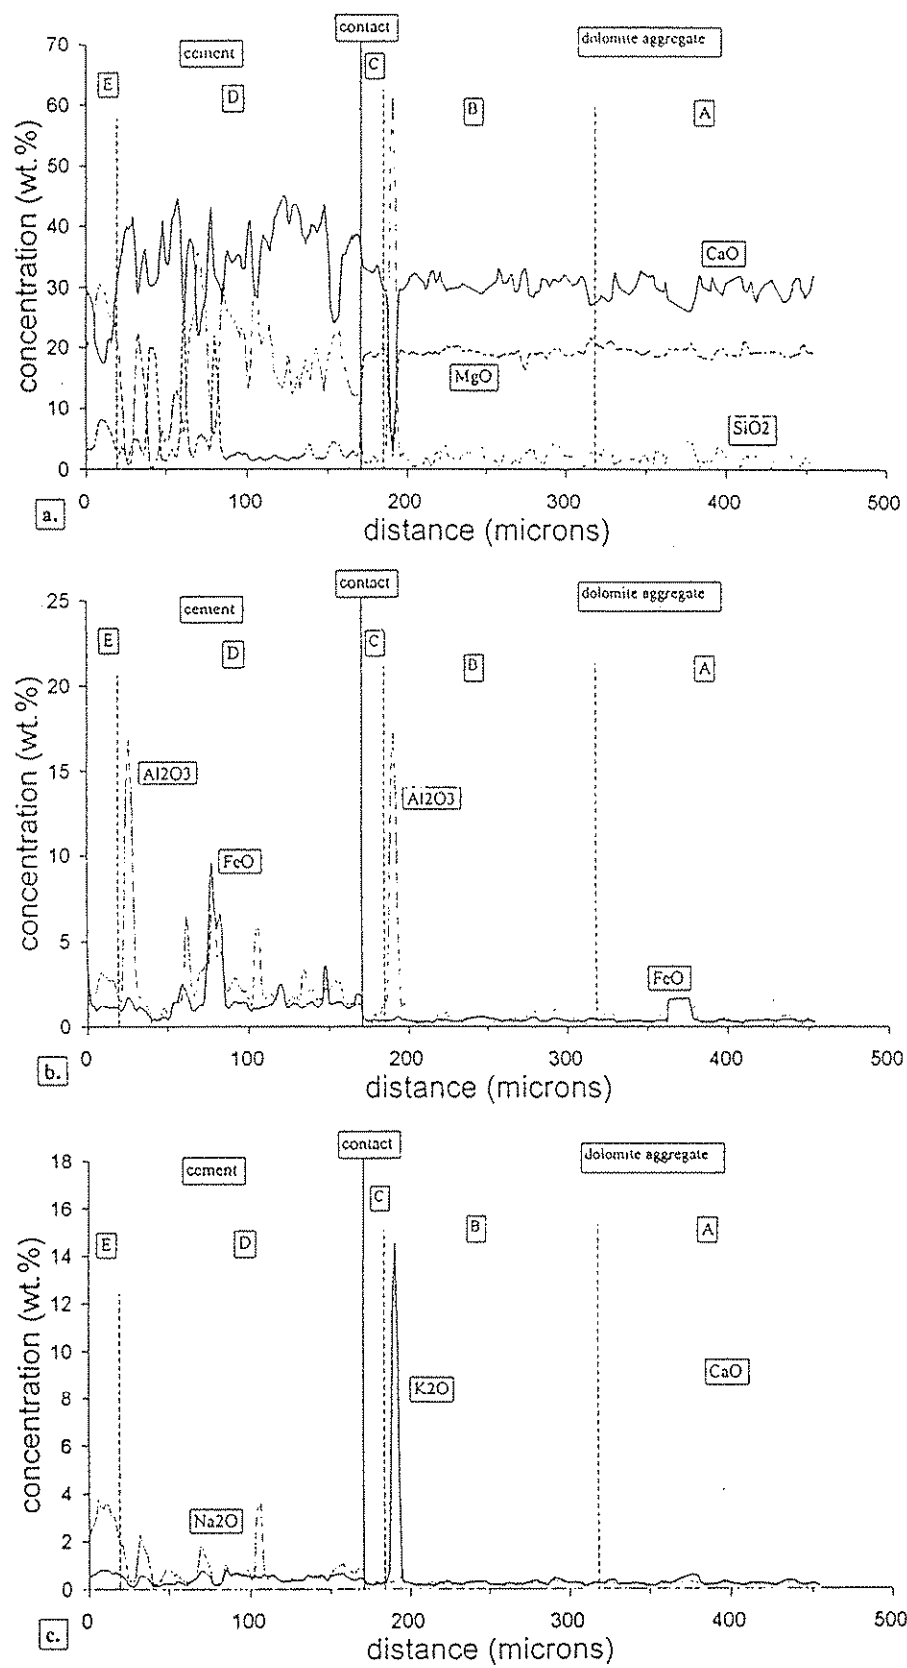 contact
cement
dolomite aggregate
70
60
50
40
30
20
10
0
concentration (wt.%)
E
D
C
B
A
CaO
MgO
SiO2
0 100 200 300 400 500
a.
distance (microns)
contact
cement
dolomite aggregate
25
20
15
10
5
0
concentration (wt.%)
E
D
C
B
A
Al2O3
Al2O3
FeO
FeO
0 100 200 300 400 500
b.
distance (microns)
contact
cement
dolomite aggregate
18
16
14
12
10
8
6
4
2
0
concentration (wt.%)
E
D
C
B
A
K2O
CaO
Na2O
0 100 200 300 400 500
c.
distance (microns)